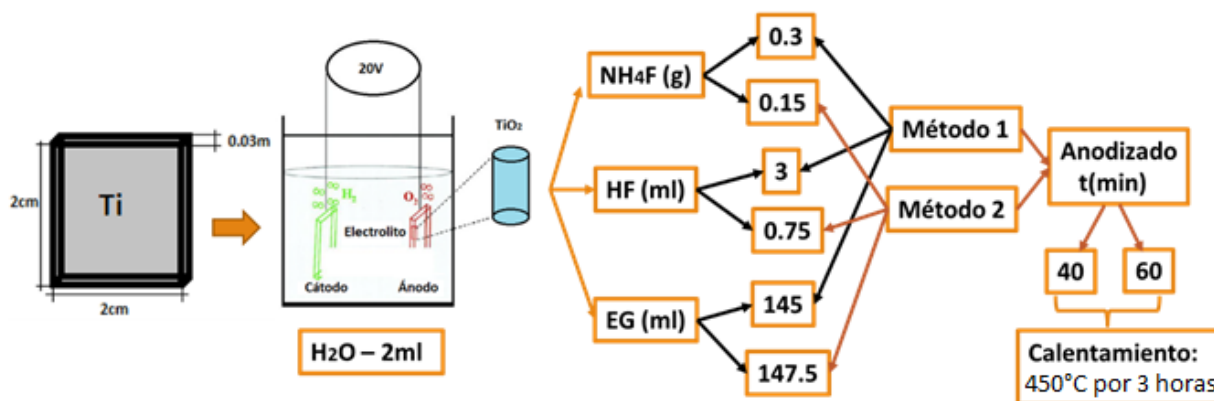 0.03m
2cm
Ti
2cm
20V
H₂
O₂
Electrolito
Cátodo
Ánodo
TiO₂
H₂O – 2ml
NH₄F (g)
0.3
0.15
HF (ml)
3
0.75
EG (ml)
145
147.5
Método 1
Método 2
Anodizado
t(min)
40
60
Calentamiento:
450°C por 3 horas